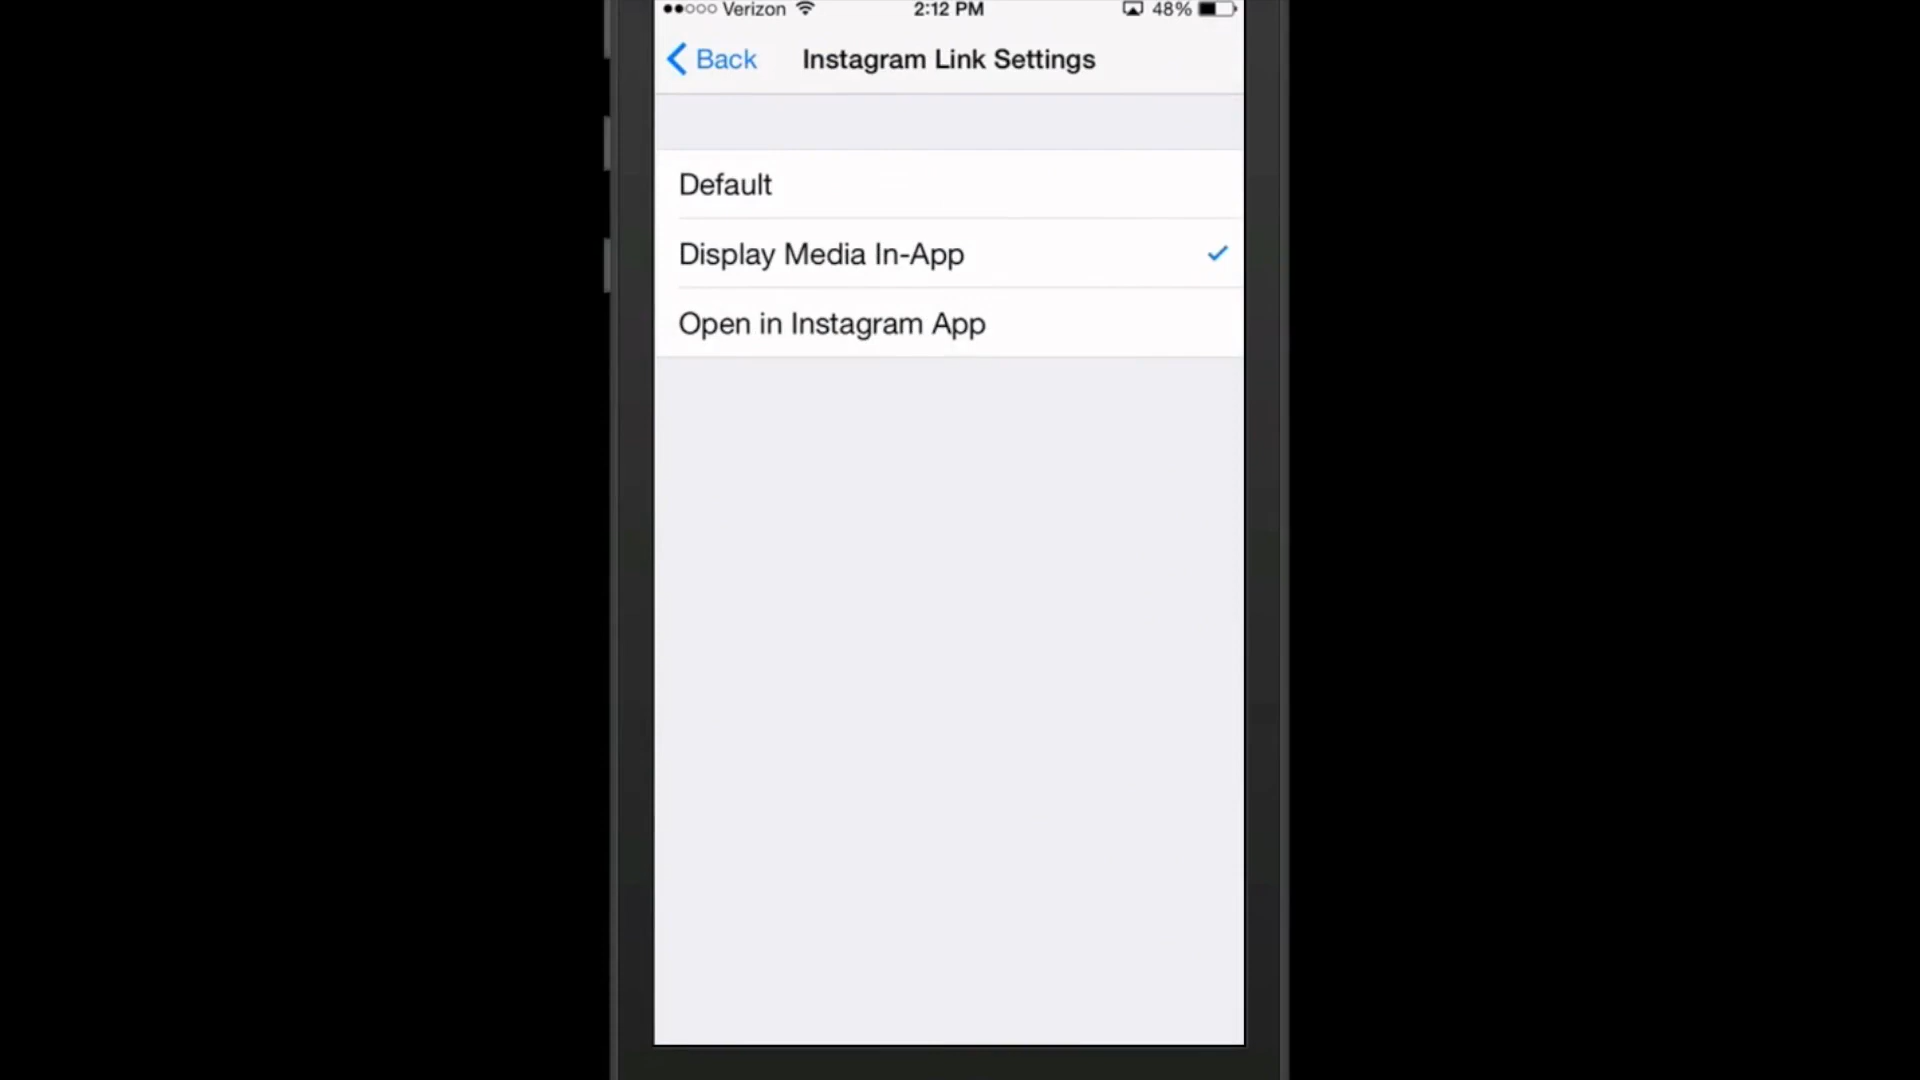 Verizon 2:12 PM 48%
Back Instagram Link Settings
Default
Display Media In-App
Open in Instagram App